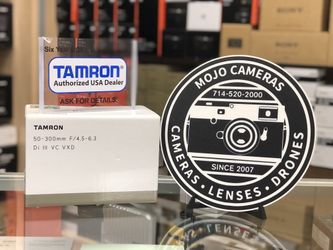 Six Year
TAMRON
Authorized USA Dealer
ASK FOR DETAILS
TAMRON
50-300mm F/4.5-6.3
Di III VC VXD
MOJO CAMERAS
714-520-2000
SINCE 2007
CAMERAS · LENSES · DRONES
SONY